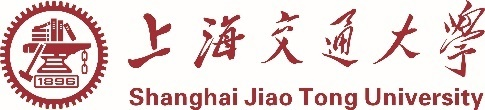 上海交通大學
Shanghai Jiao Tong University
1896